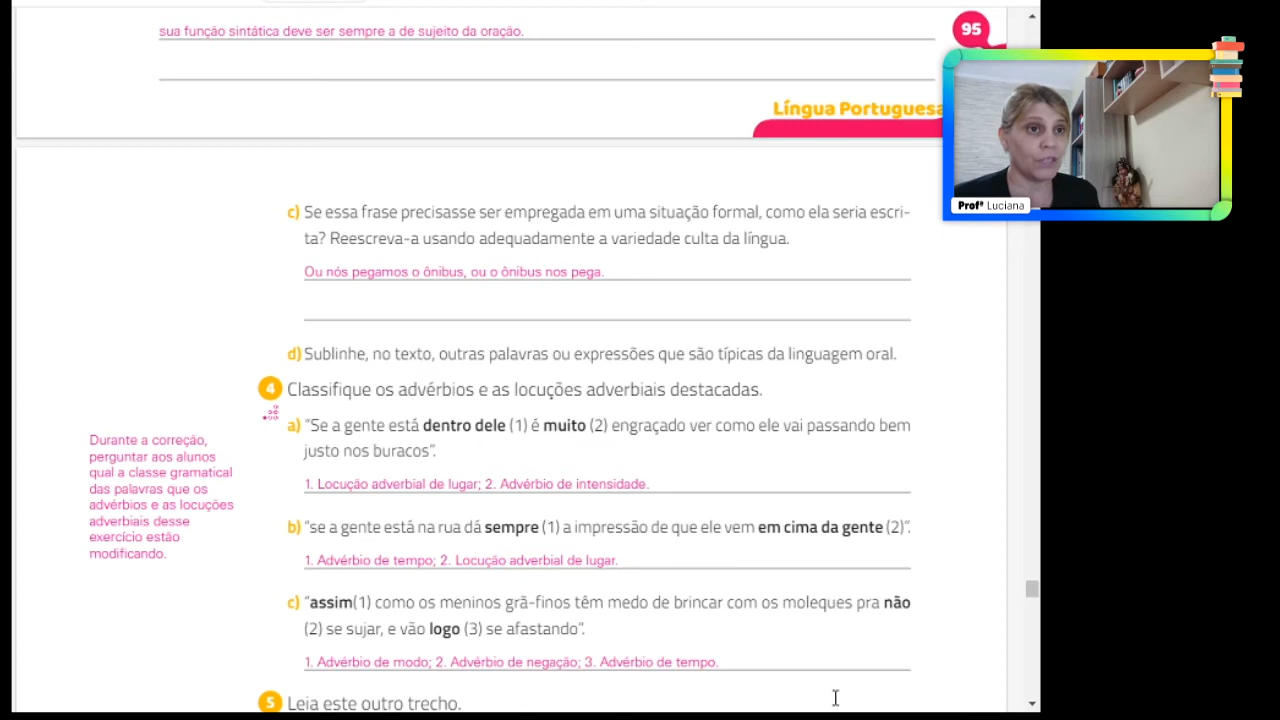 sua função sintática deve ser sempre a de sujeito da oração.
95
Língua Portuguesa
Profª Luciana
c) Se essa frase precisasse ser empregada em uma situação formal, como ela seria escri-
ta? Reescreva-a usando adequadamente a variedade culta da língua.
Ou nós pegamos o ônibus, ou o ônibus nos pega.
d) Sublinhe, no texto, outras palavras ou expressões que são típicas da linguagem oral.
4 Classifique os advérbios e as locuções adverbiais destacadas.
a) “Se a gente está dentro dele (1) é muito (2) engraçado ver como ele vai passando bem
justo nos buracos”.
1. Locução adverbial de lugar; 2. Advérbio de intensidade.
Durante a correção,
perguntar aos alunos
qual a classe gramatical
das palavras que os
advérbios e as locuções
adverbiais desse
exercício estão
modificando.
b) “se a gente está na rua dá sempre (1) a impressão de que ele vem em cima da gente (2)”.
1. Advérbio de tempo; 2. Locução adverbial de lugar.
c) “assim(1) como os meninos grã-finos têm medo de brincar com os moleques pra não
(2) se sujar, e vão logo (3) se afastando”.
1. Advérbio de modo; 2. Advérbio de negação; 3. Advérbio de tempo.
5 Leia este outro trecho.